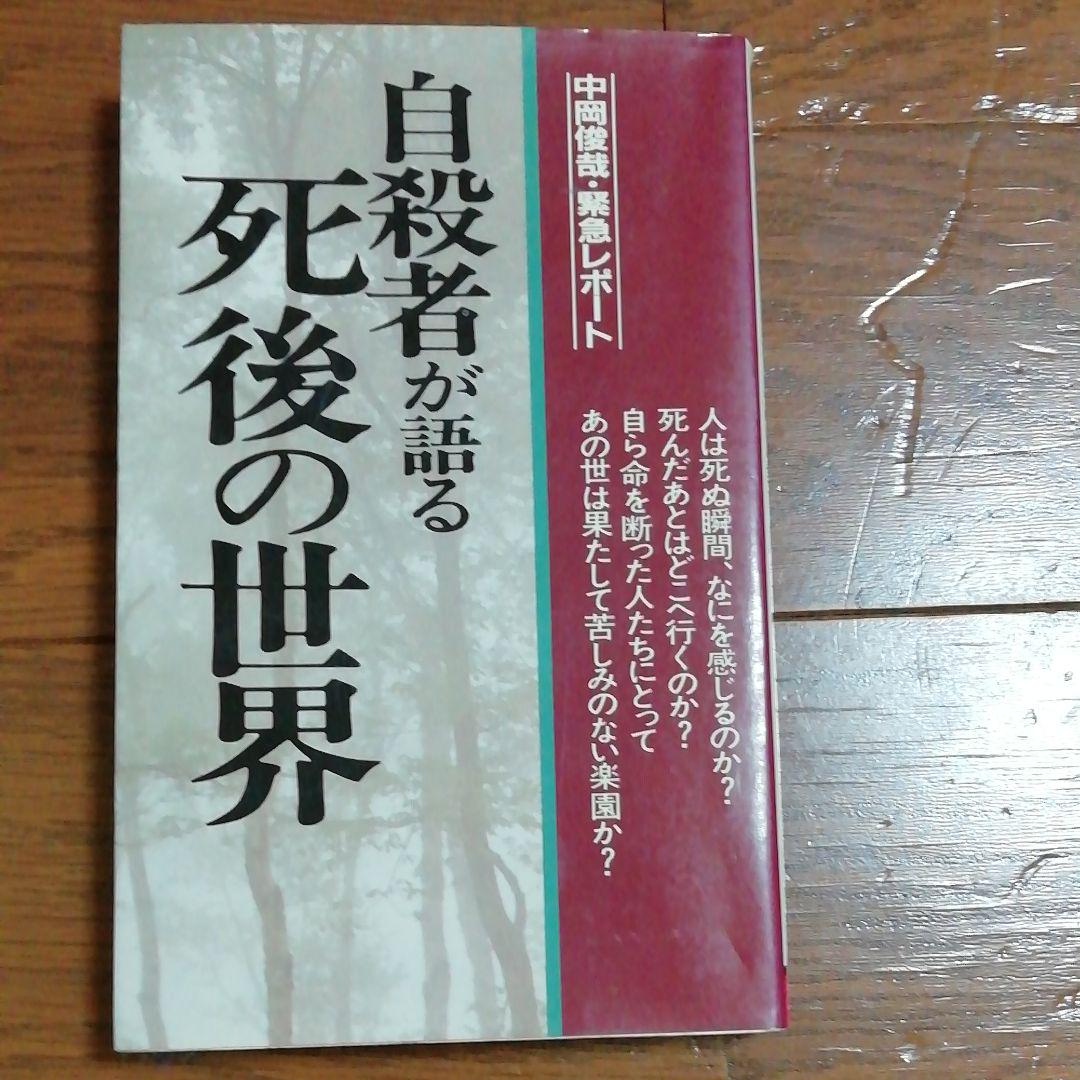 中岡俊哉・緊急レポート
人は死ぬ瞬間、なにを感じるのか?
死んだあとはどこへ行くのか?
自ら命を断った人たちにとって
あの世は果たして苦しみのない楽園か?
自殺者が語る
死後の世界